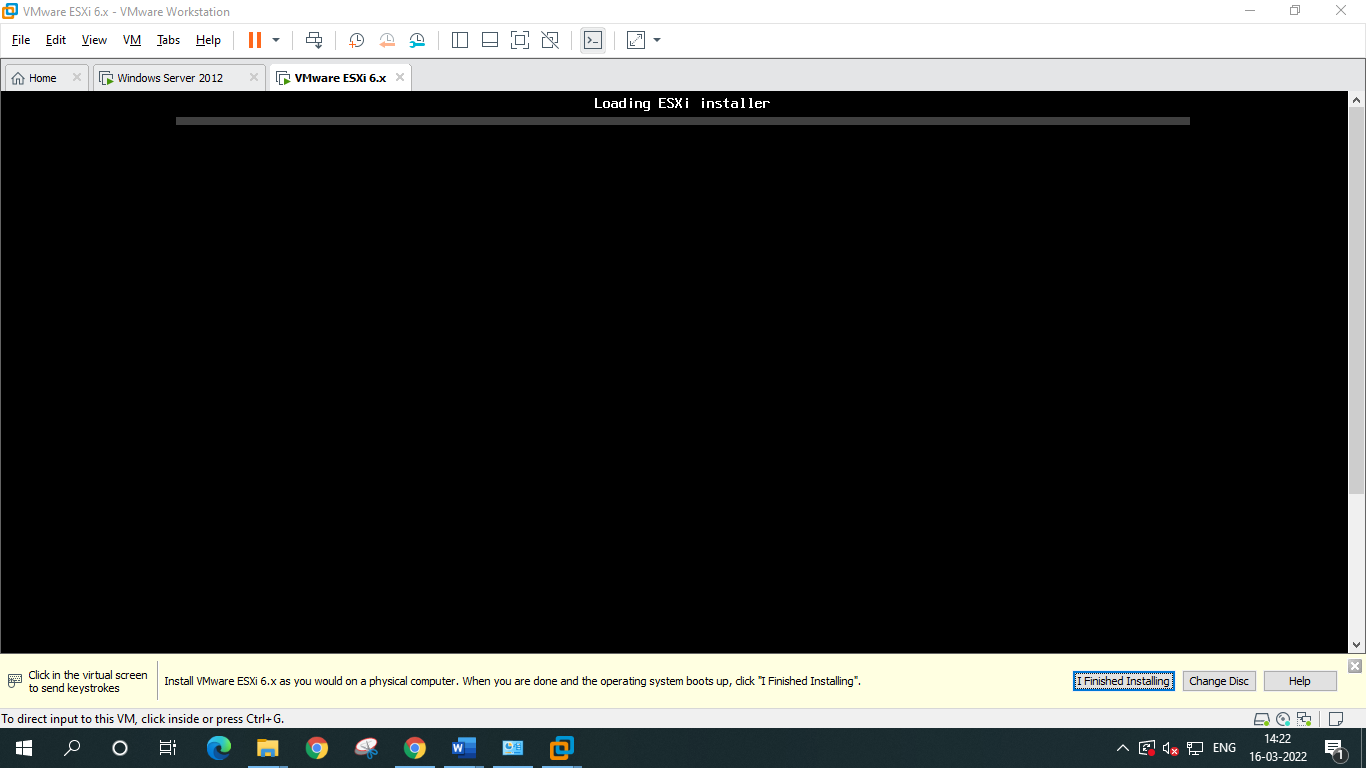 VMware ESXi 6.x - VMware Workstation
File Edit View VM Tabs Help
Home Windows Server 2012 VMware ESXi 6.x
Loading ESXi installer
Click in the virtual screen
to send keystrokes
Install VMware ESXi 6.x as you would on a physical computer. When you are done and the operating system boots up, click "I Finished Installing".
I Finished Installing Change Disc Help
To direct input to this VM, click inside or press Ctrl+G.
ENG
14:22
16-03-2022
1